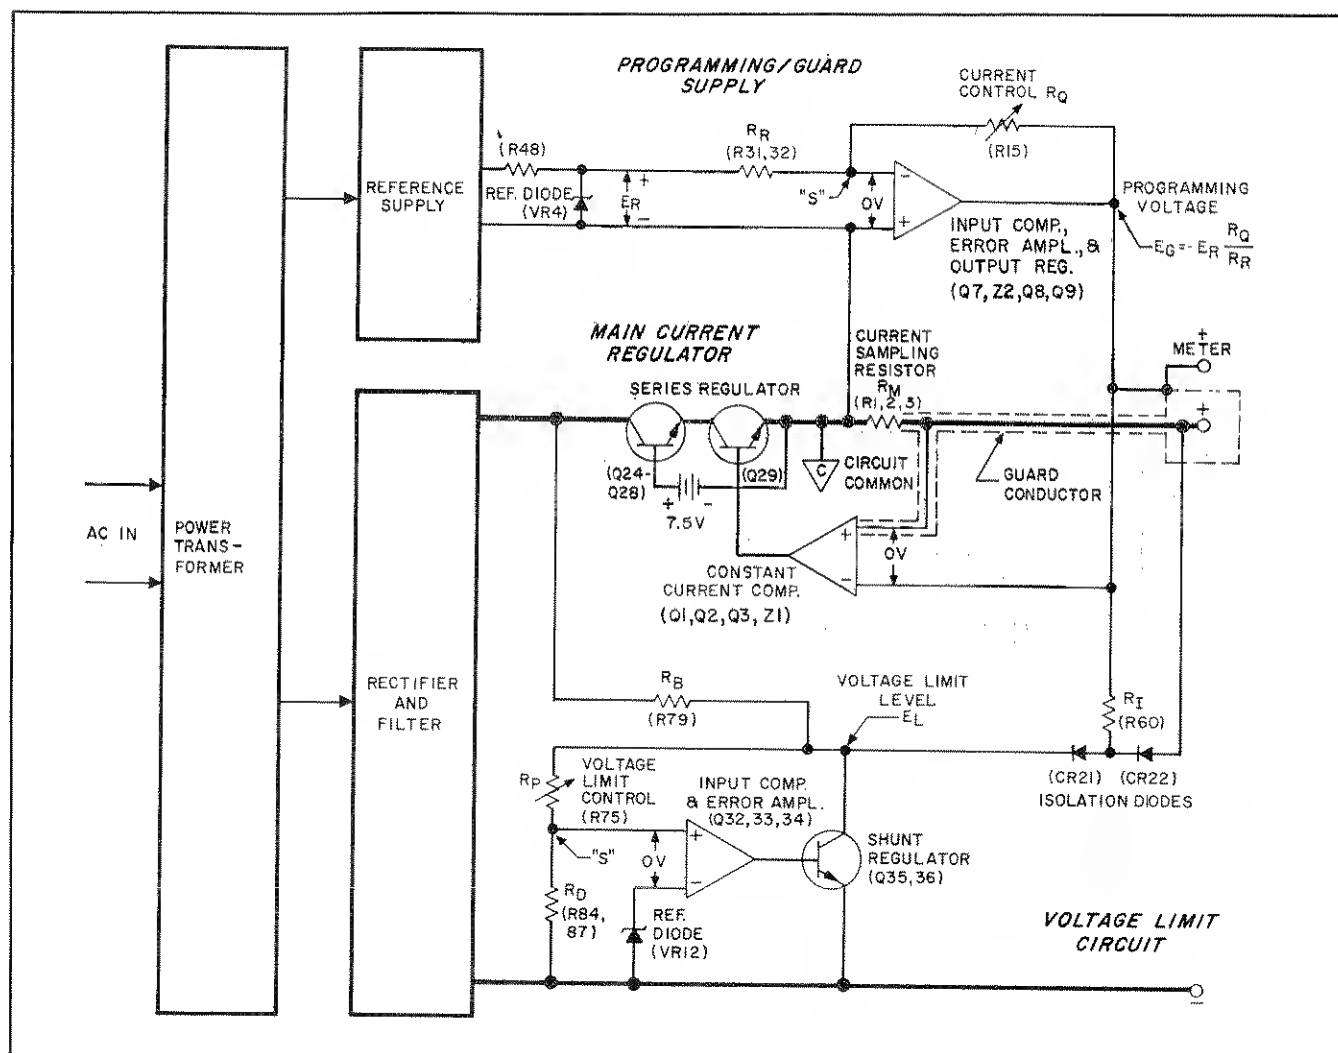 PROGRAMMING/GUARD
SUPPLY
CURRENT
CONTROL RQ
(R15)
(R48)
RR
(R31,32)
REFERENCE
SUPPLY
REF. DIODE
(VR4)
+
ER
-
"S"
0V
-
+
PROGRAMMING
VOLTAGE
EG=-ER RQ
RR
INPUT COMP.,
ERROR AMPL., &
OUTPUT REG.
(Q7,Z2,Q8,Q9)
MAIN CURRENT
REGULATOR
CURRENT
SAMPLING
RESISTOR
RM
(R1,2,3)
+
METER
SERIES REGULATOR
+
(Q24-
Q28)
(Q29)
+ -
7.5V
C
CIRCUIT
COMMON
GUARD
CONDUCTOR
AC IN
POWER
TRANS-
FORMER
+
0V
-
CONSTANT
CURRENT COMP.
(Q1,Q2,Q3,Z1)
RECTIFIER
AND
FILTER
RB
(R79)
VOLTAGE LIMIT
LEVEL
EL
RI
(R60)
(CR21) (CR22)
ISOLATION DIODES
RP
VOLTAGE
LIMIT
CONTROL
(R75)
INPUT COMP.
& ERROR AMPL.
(Q32,33,34)
"S"
0V
+
-
SHUNT
REGULATOR
(Q35,36)
RD
(R84,
87)
REF.
DIODE
(VR12)
VOLTAGE LIMIT
CIRCUIT
-